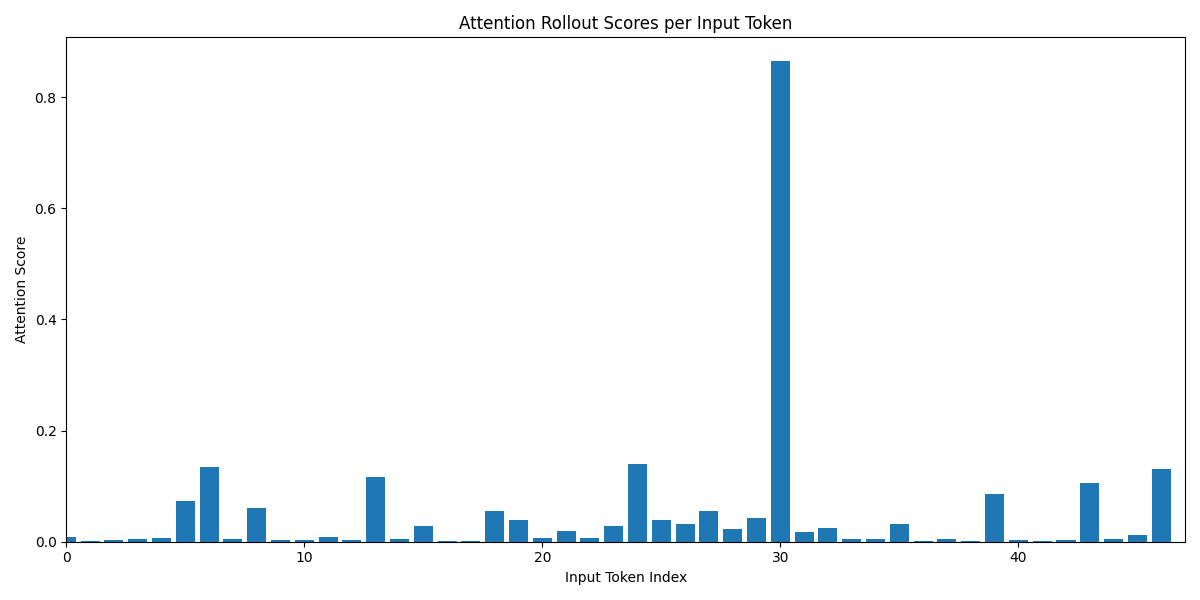 Attention Rollout Scores per Input Token
Attention Score
0.8
0.6
0.4
0.2
0.0
0 10 20 30 40
Input Token Index